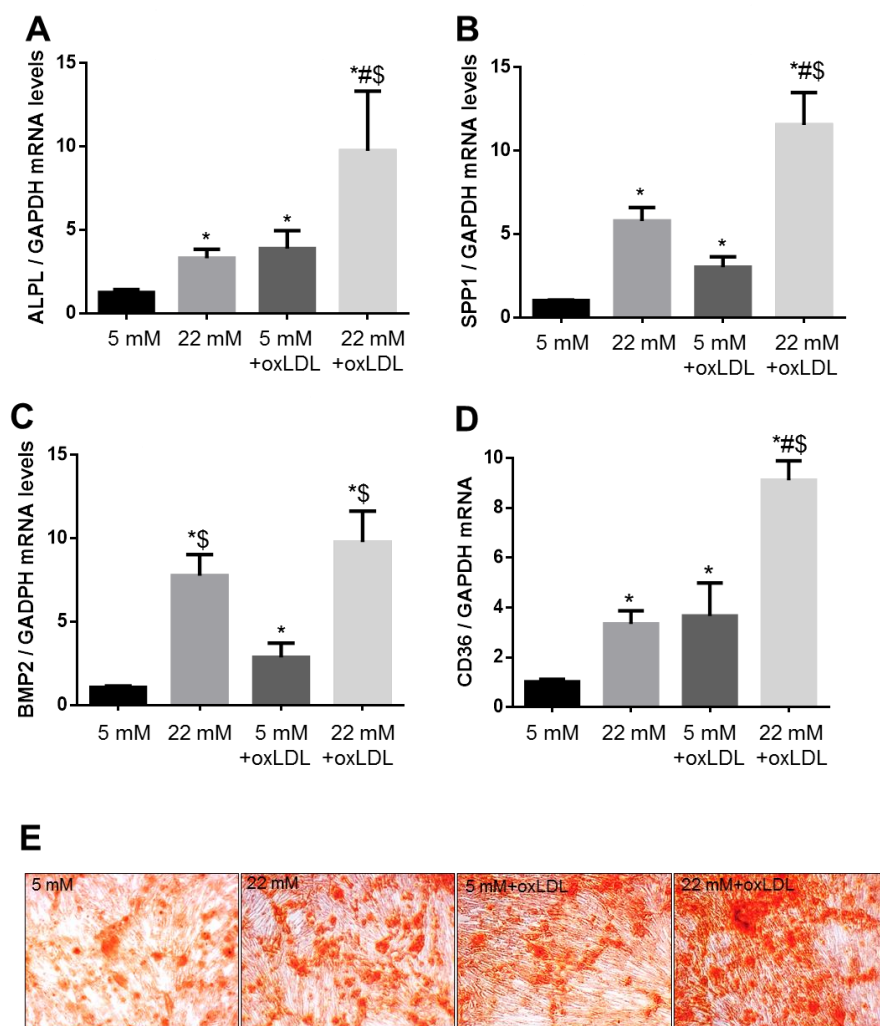 A
ALPL / GAPDH mRNA levels
15
10
5
0
*
*
*#$
5 mM
22 mM
5 mM
+oxLDL
22 mM
+oxLDL
B
SPP1 / GAPDH mRNA levels
15
10
5
0
*
*
*#$
5 mM
22 mM
5 mM
+oxLDL
22 mM
+oxLDL
C
BMP2 / GADPH mRNA levels
15
10
5
0
*$
*
*$
5 mM
22 mM
5 mM
+oxLDL
22 mM
+oxLDL
D
CD36 / GAPDH mRNA
10
8
6
4
2
0
*
*
*#$
5 mM
22 mM
5 mM
+oxLDL
22 mM
+oxLDL
E
5 mM
22 mM
5 mM+oxLDL
22 mM+oxLDL